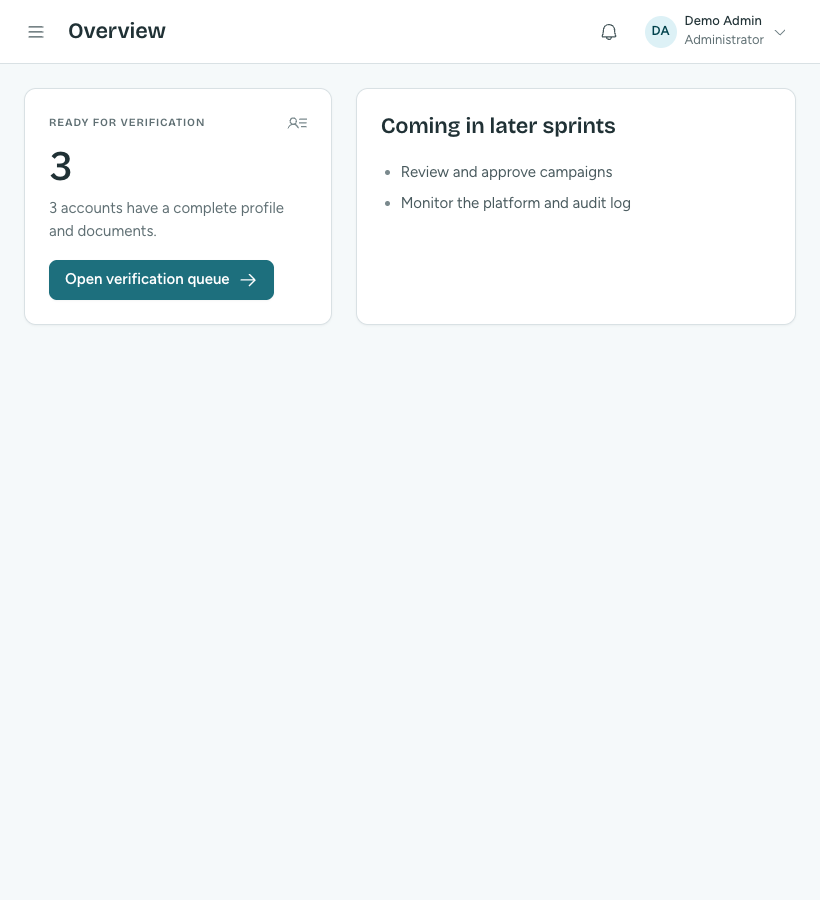 Overview
DA
Demo Admin
Administrator
READY FOR VERIFICATION
3
3 accounts have a complete profile
and documents.
Open verification queue
Coming in later sprints
Review and approve campaigns
Monitor the platform and audit log